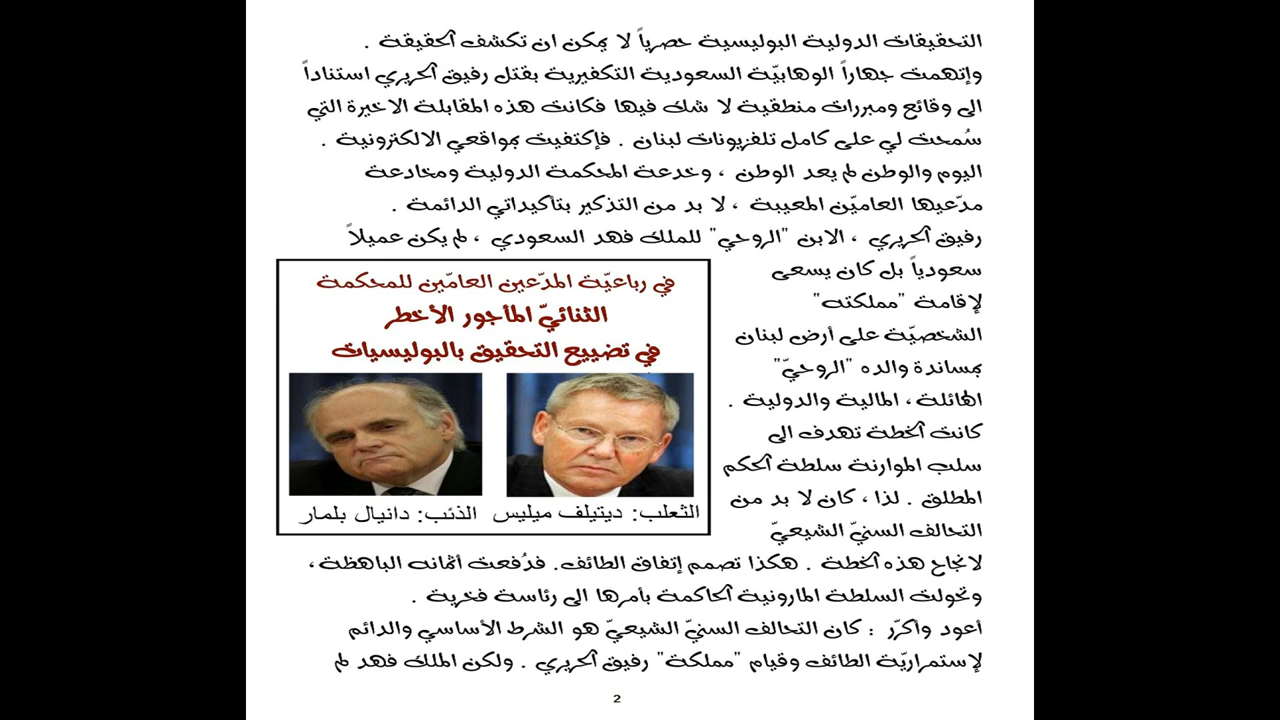 التحقيقات الدولية البوليسية حصرياً لا يمكن ان تكشف الحقيقة .
وإتهمت جهاراً الوهابيّة السعودية التكفيرية بقتل رفيق الحريري استناداً
الى وقائع ومبررات منطقية لا شك فيها فكانت هذه المقابلة الاخيرة التي
سُمحت لي على كامل تلفزيونات لبنان . فإكتفيت بمواقعي الالكترونية .
اليوم والوطن لم يعد الوطن ، وخدعة المحكمة الدولية ومخادعة
مدّعيها العاميّن المعيبة ، لا بد من التذكير بتأكيداتي الدائمة .
رفيق الحريري ، الابن "الروحي" للملك فهد السعودي ، لم يكن عميلاً
سعودياً بل كان يسعى
لإقامة "مملكته"
الشخصيّة على أرض لبنان
بمساندة والده "الروحيّ"
الهائلة، المالية والدولية .
كانت الخطة تهدف الى
سلب الموارنة سلطة الحكم
المطلق . لذا ، كان لا بد من
التحالف السنيّ الشيعيّ
في رباعيّة المدّعين العامّين للمحكمة
الثنائيّ المأجور الأخطر
في تضييع التحقيق بالبوليسيات
الثعلب: ديتيلف ميليس
الذئب: دانيال بلمار
لانجاح هذه الخطة . هكذا تصمم إتفاق الطائف. فدُفعت أثمانه الباهظة،
وتحولت السلطة المارونية الحاكمة بأمرها الى رئاسة فخرية .
أعود وأكرّر : كان التحالف السنيّ الشيعيّ هو الشرط الأساسي والدائم
لإستمراريّة الطائف وقيام "مملكة" رفيق الحريري . ولكن الملك فهد لم
2